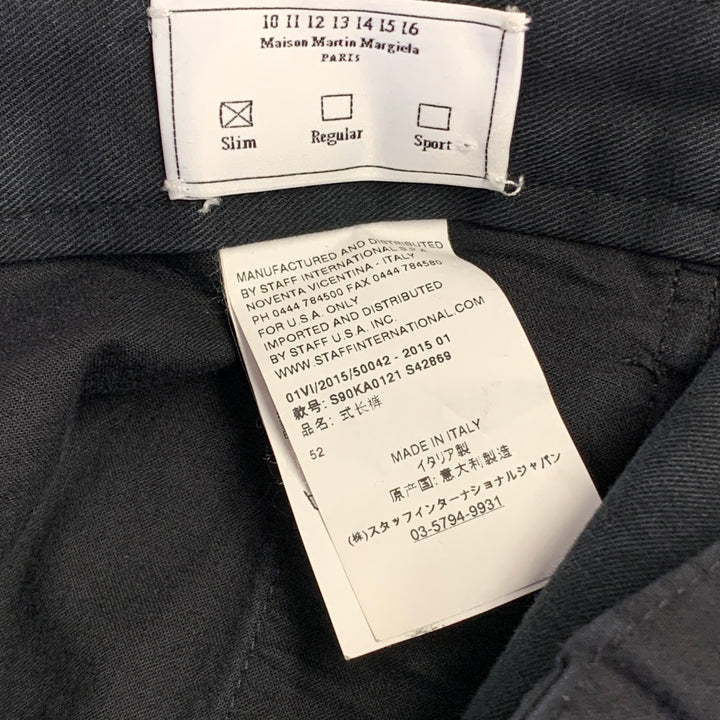 10 11 12 13 14 15 16
Maison Martin Margiela
PARIS
Slim Regular Sport
MANUFACTURED AND DISTRIBUTED
BY STAFF INTERNATIONAL S.P.A.
NOVENTA VICENTINA - ITALY
PH 0444 784500 FAX 0444 784580
FOR U.S.A. ONLY
IMPORTED AND DISTRIBUTED
BY STAFF U.S.A. INC.
WWW.STAFFINTERNATIONAL.COM
01VI/2015/50042 - 2015 01
款号: S90KA0121 S42869
品名: 式长裤
52
MADE IN ITALY
イタリア製
原产国: 意大利製造
(株)スタッフインターナショナルジャパン
03-5794-9931